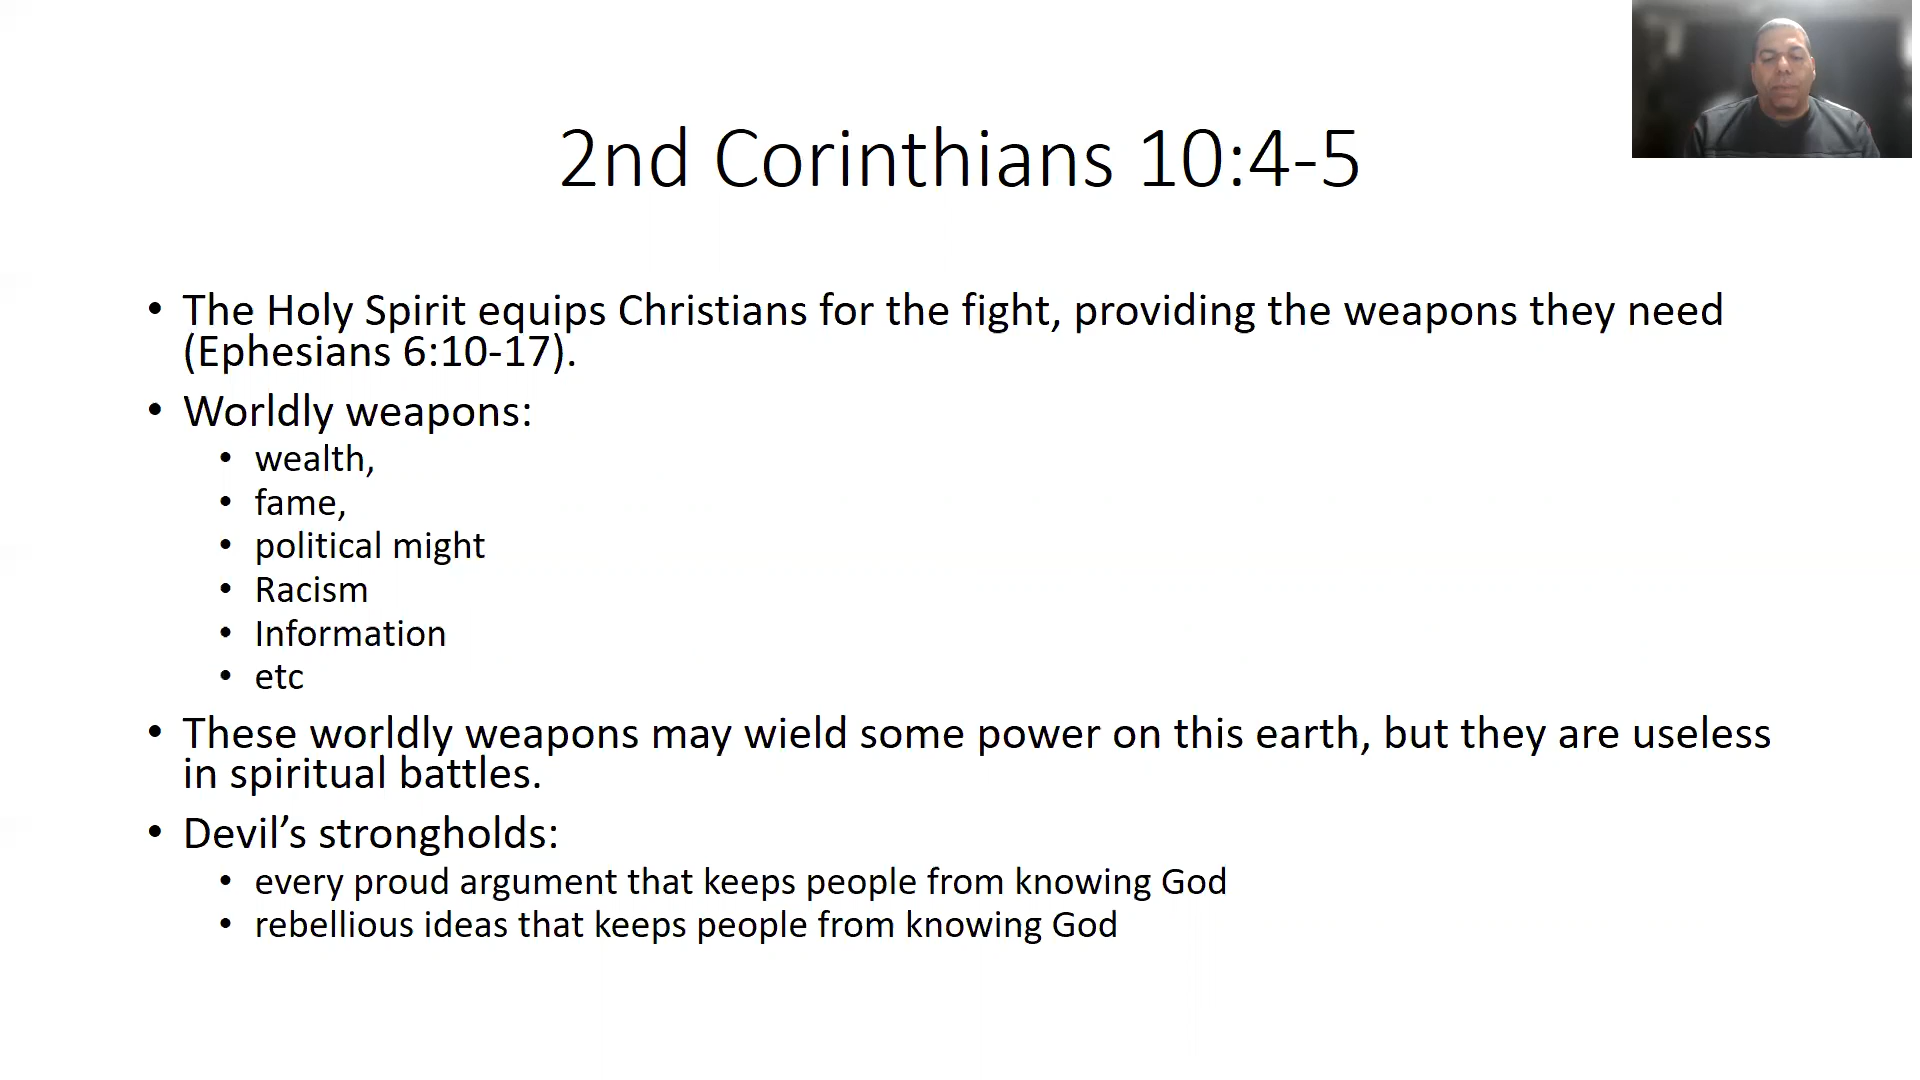 2nd Corinthians 10:4-5
• The Holy Spirit equips Christians for the fight, providing the weapons they need
(Ephesians 6:10-17).
• Worldly weapons:
• wealth,
• fame,
• political might
• Racism
• Information
• etc
• These worldly weapons may wield some power on this earth, but they are useless
in spiritual battles.
• Devil’s strongholds:
• every proud argument that keeps people from knowing God
• rebellious ideas that keeps people from knowing God